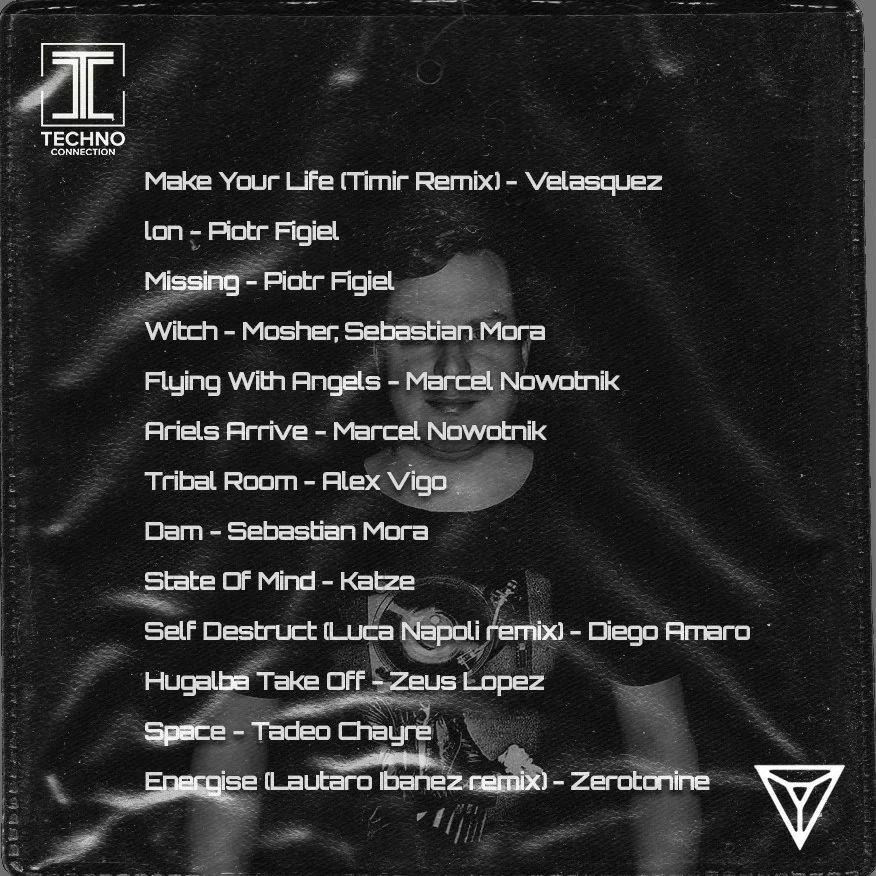 TECHNO
CONNECTION
Make Your Life (Timir Remix) - Velasquez
lon - Piotr Figiel
Missing - Piotr Figiel
Witch - Mosher, Sebastian Mora
Flying With Angels - Marcel Nowotnik
Ariels Arrive - Marcel Nowotnik
Tribal Room - Alex Vigo
Dam - Sebastian Mora
State Of Mind - Katze
Self Destruct (Luca Napoli remix) - Diego Amaro
Hugalba Take Off - Zeus Lopez
Space - Tadeo Chayre
Energise (Lautaro Ibanez remix) - Zerotonine